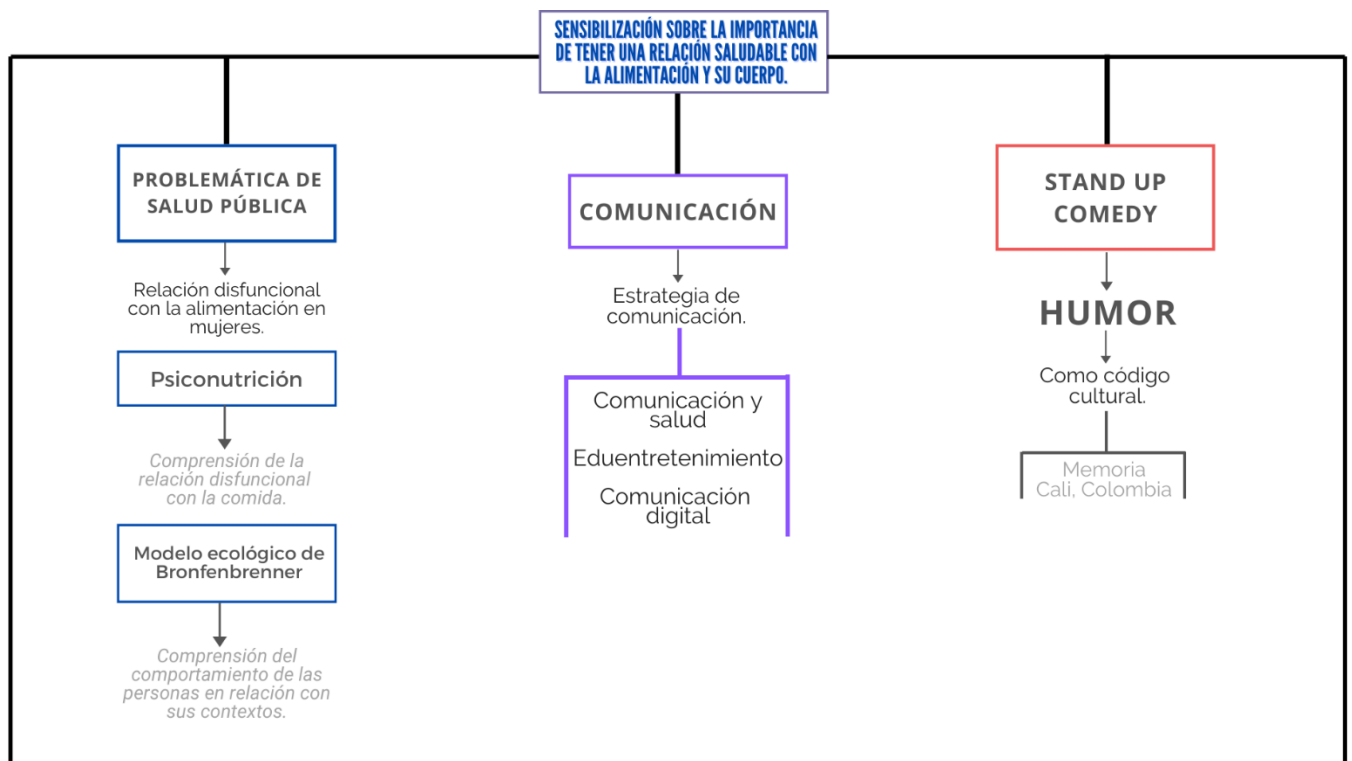 SENSIBILIZACIÓN SOBRE LA IMPORTANCIA
DE TENER UNA RELACIÓN SALUDABLE CON
LA ALIMENTACIÓN Y SU CUERPO.
PROBLEMÁTICA DE
SALUD PÚBLICA
Relación disfuncional
con la alimentación en
mujeres.
Psiconutrición
Comprensión de la
relación disfuncional
con la comida.
Modelo ecológico de
Bronfenbrenner
Comprensión del
comportamiento de las
personas en relación con
sus contextos.
COMUNICACIÓN
Estrategia de
comunicación.
Comunicación y
salud
Eduentretenimiento
Comunicación
digital
STAND UP
COMEDY
HUMOR
Como código
cultural.
Memoria
Cali, Colombia